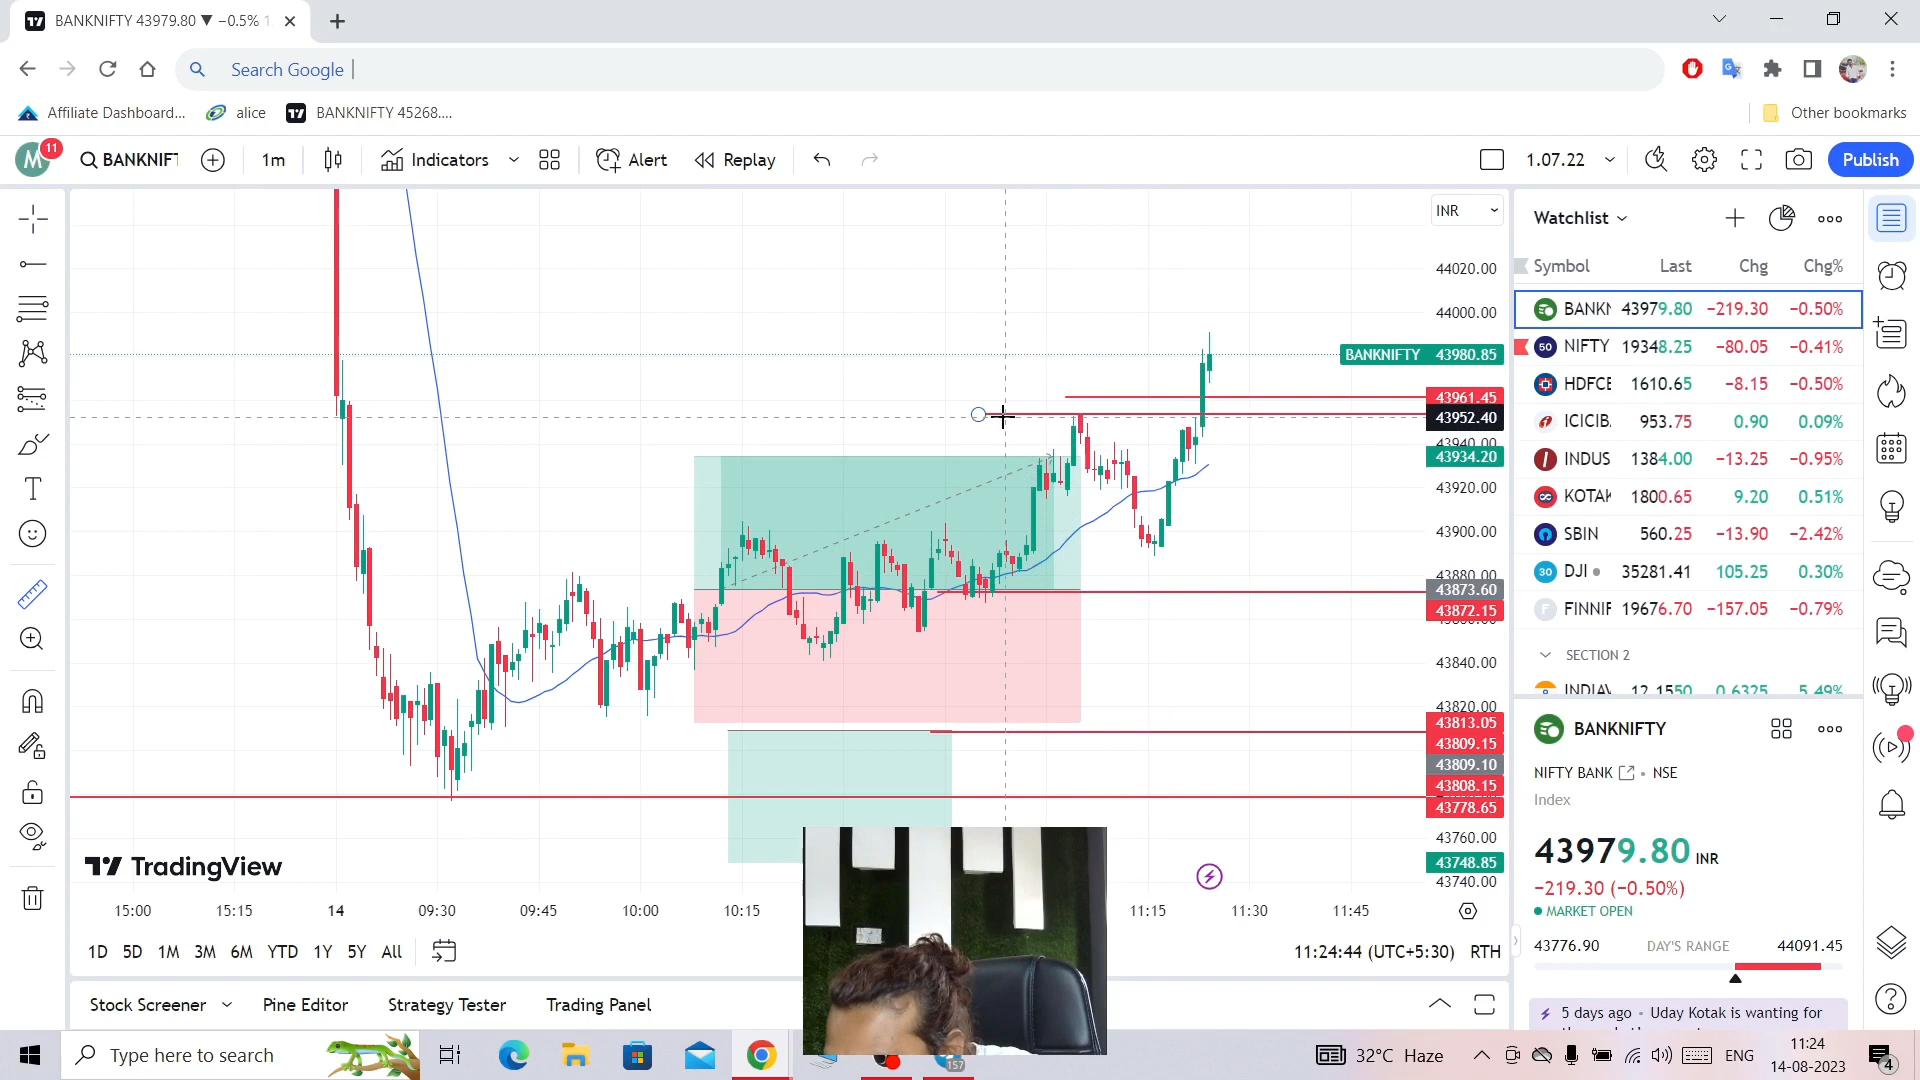 BANKNIFTY 43979.80 ▼ −0.5%
Search Google
Affiliate Dashboard...
alice
BANKNIFTY 45268....
Other bookmarks
M
11
BANKNIFT
1m
Indicators
Alert
Replay
1.07.22
Publish
INR
44020.00
44000.00
BANKNIFTY 43980.85
43961.45
43952.40
43940.00
43934.20
43920.00
43900.00
43880.00
43873.60
43872.15
43840.00
43820.00
43813.05
43809.15
43809.10
43808.15
43778.65
43760.00
43748.85
43740.00
TradingView
15:00 15:15 14 09:30 09:45 10:00 10:15 11:15 11:30 11:45
1D 5D 1M 3M 6M YTD 1Y 5Y All
11:24:44 (UTC+5:30) RTH
Stock Screener
Pine Editor
Strategy Tester
Trading Panel
Watchlist
Symbol Last Chg Chg%
BANKN 43979.80 −219.30 −0.50%
50 NIFTY 19348.25 −80.05 −0.41%
HDFCB 1610.65 −8.15 −0.50%
ICICIB. 953.75 0.90 0.09%
INDUS 1384.00 −13.25 −0.95%
KOTAK 1800.65 9.20 0.51%
SBIN 560.25 −13.90 −2.42%
30 DJI 35281.41 105.25 0.30%
F FINNIF 19676.70 −157.05 −0.79%
SECTION 2
INDIAV 12.1550 0.6325 5.49%
BANKNIFTY
NIFTY BANK • NSE
Index
43979.80 INR
−219.30 (−0.50%)
MARKET OPEN
43776.90 DAY'S RANGE 44091.45
5 days ago • Uday Kotak is wanting for
Type here to search
157
32°C Haze
ENG
11:24
14-08-2023
4